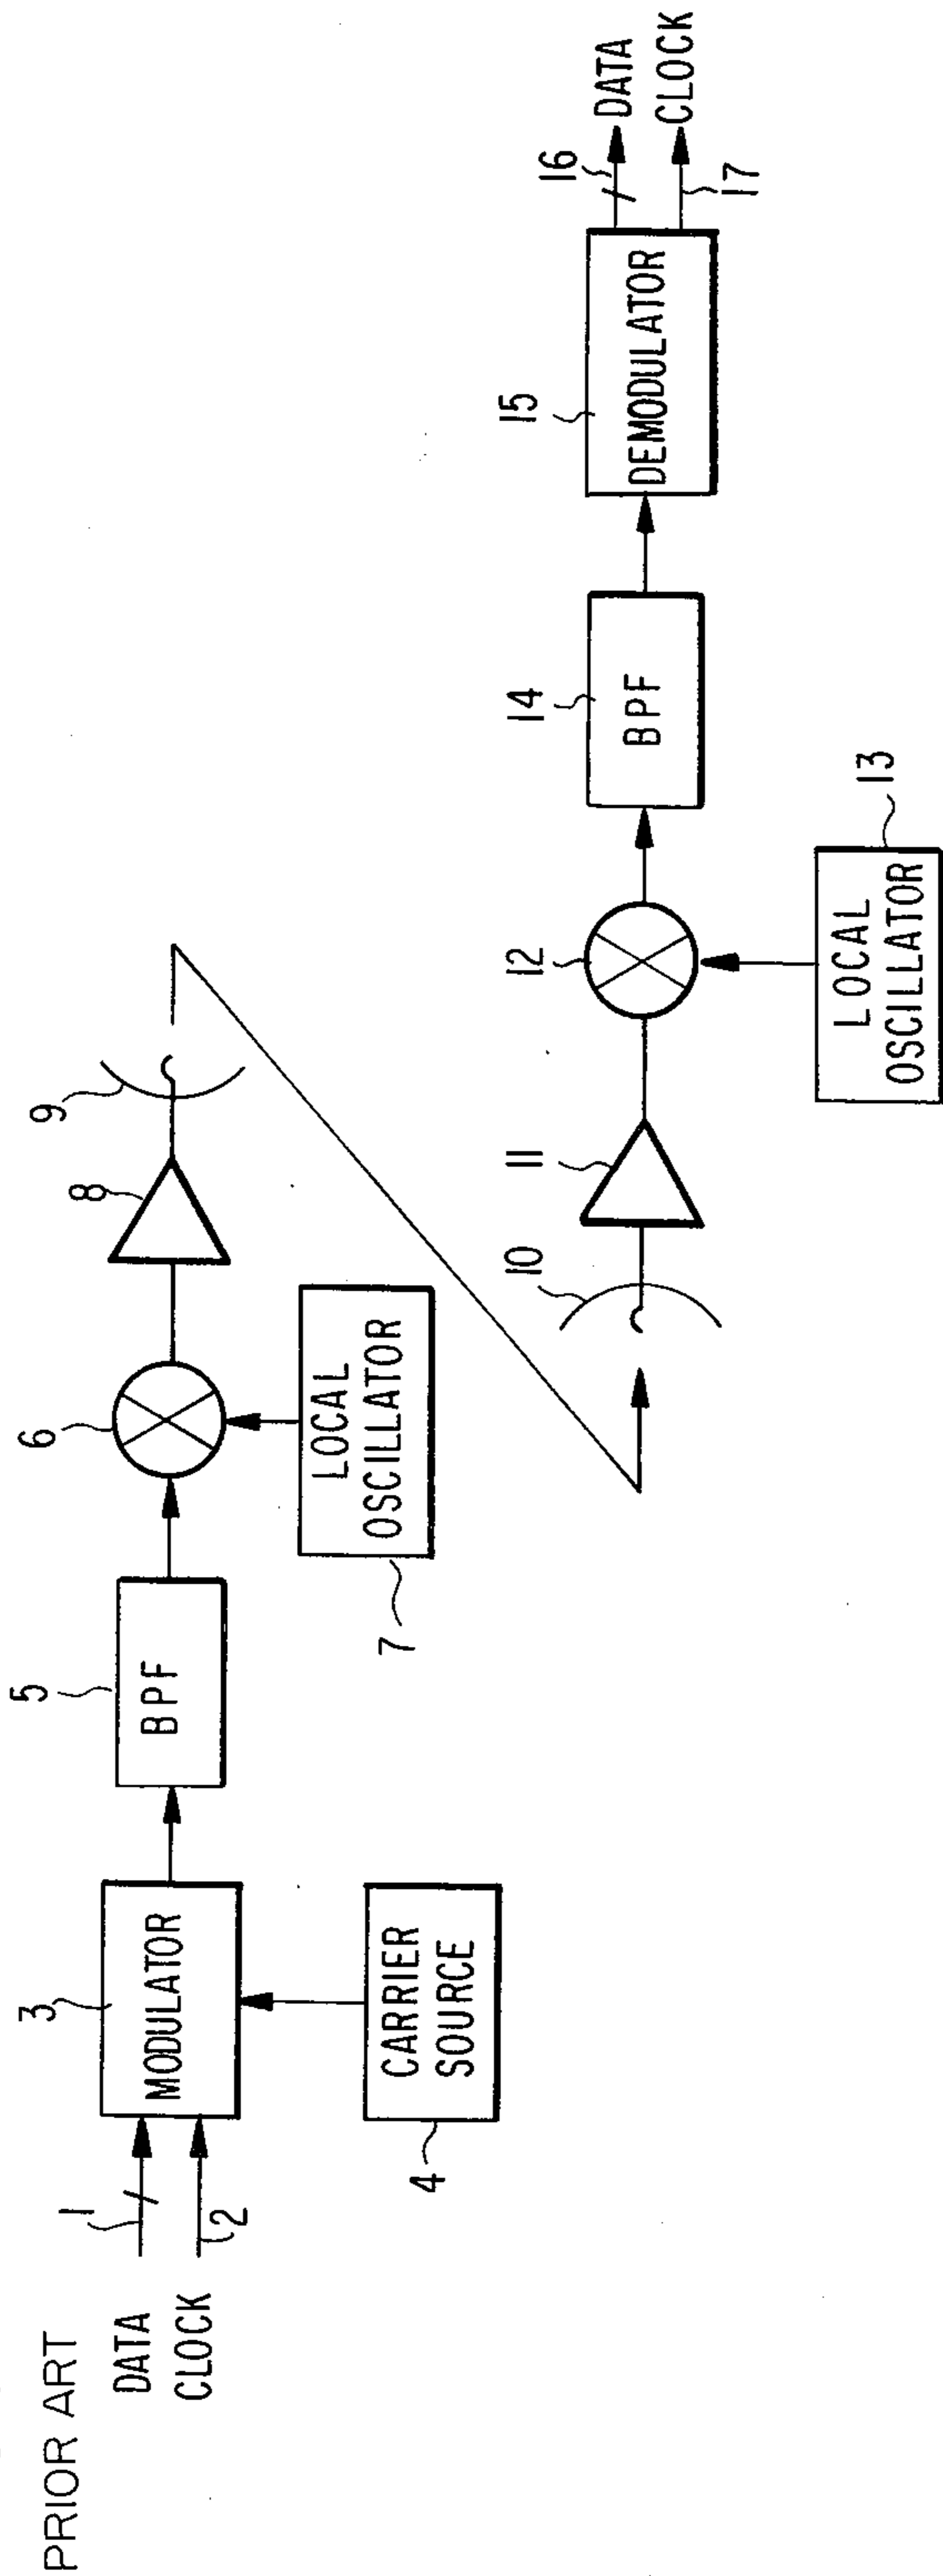 PRIOR ART
DATA
CLOCK
1
2
3
MODULATOR
4
CARRIER
SOURCE
5
BPF
6
7
LOCAL
OSCILLATOR
8
9
10
11
12
13
LOCAL
OSCILLATOR
14
BPF
15
DEMODULATOR
16
17
DATA
CLOCK